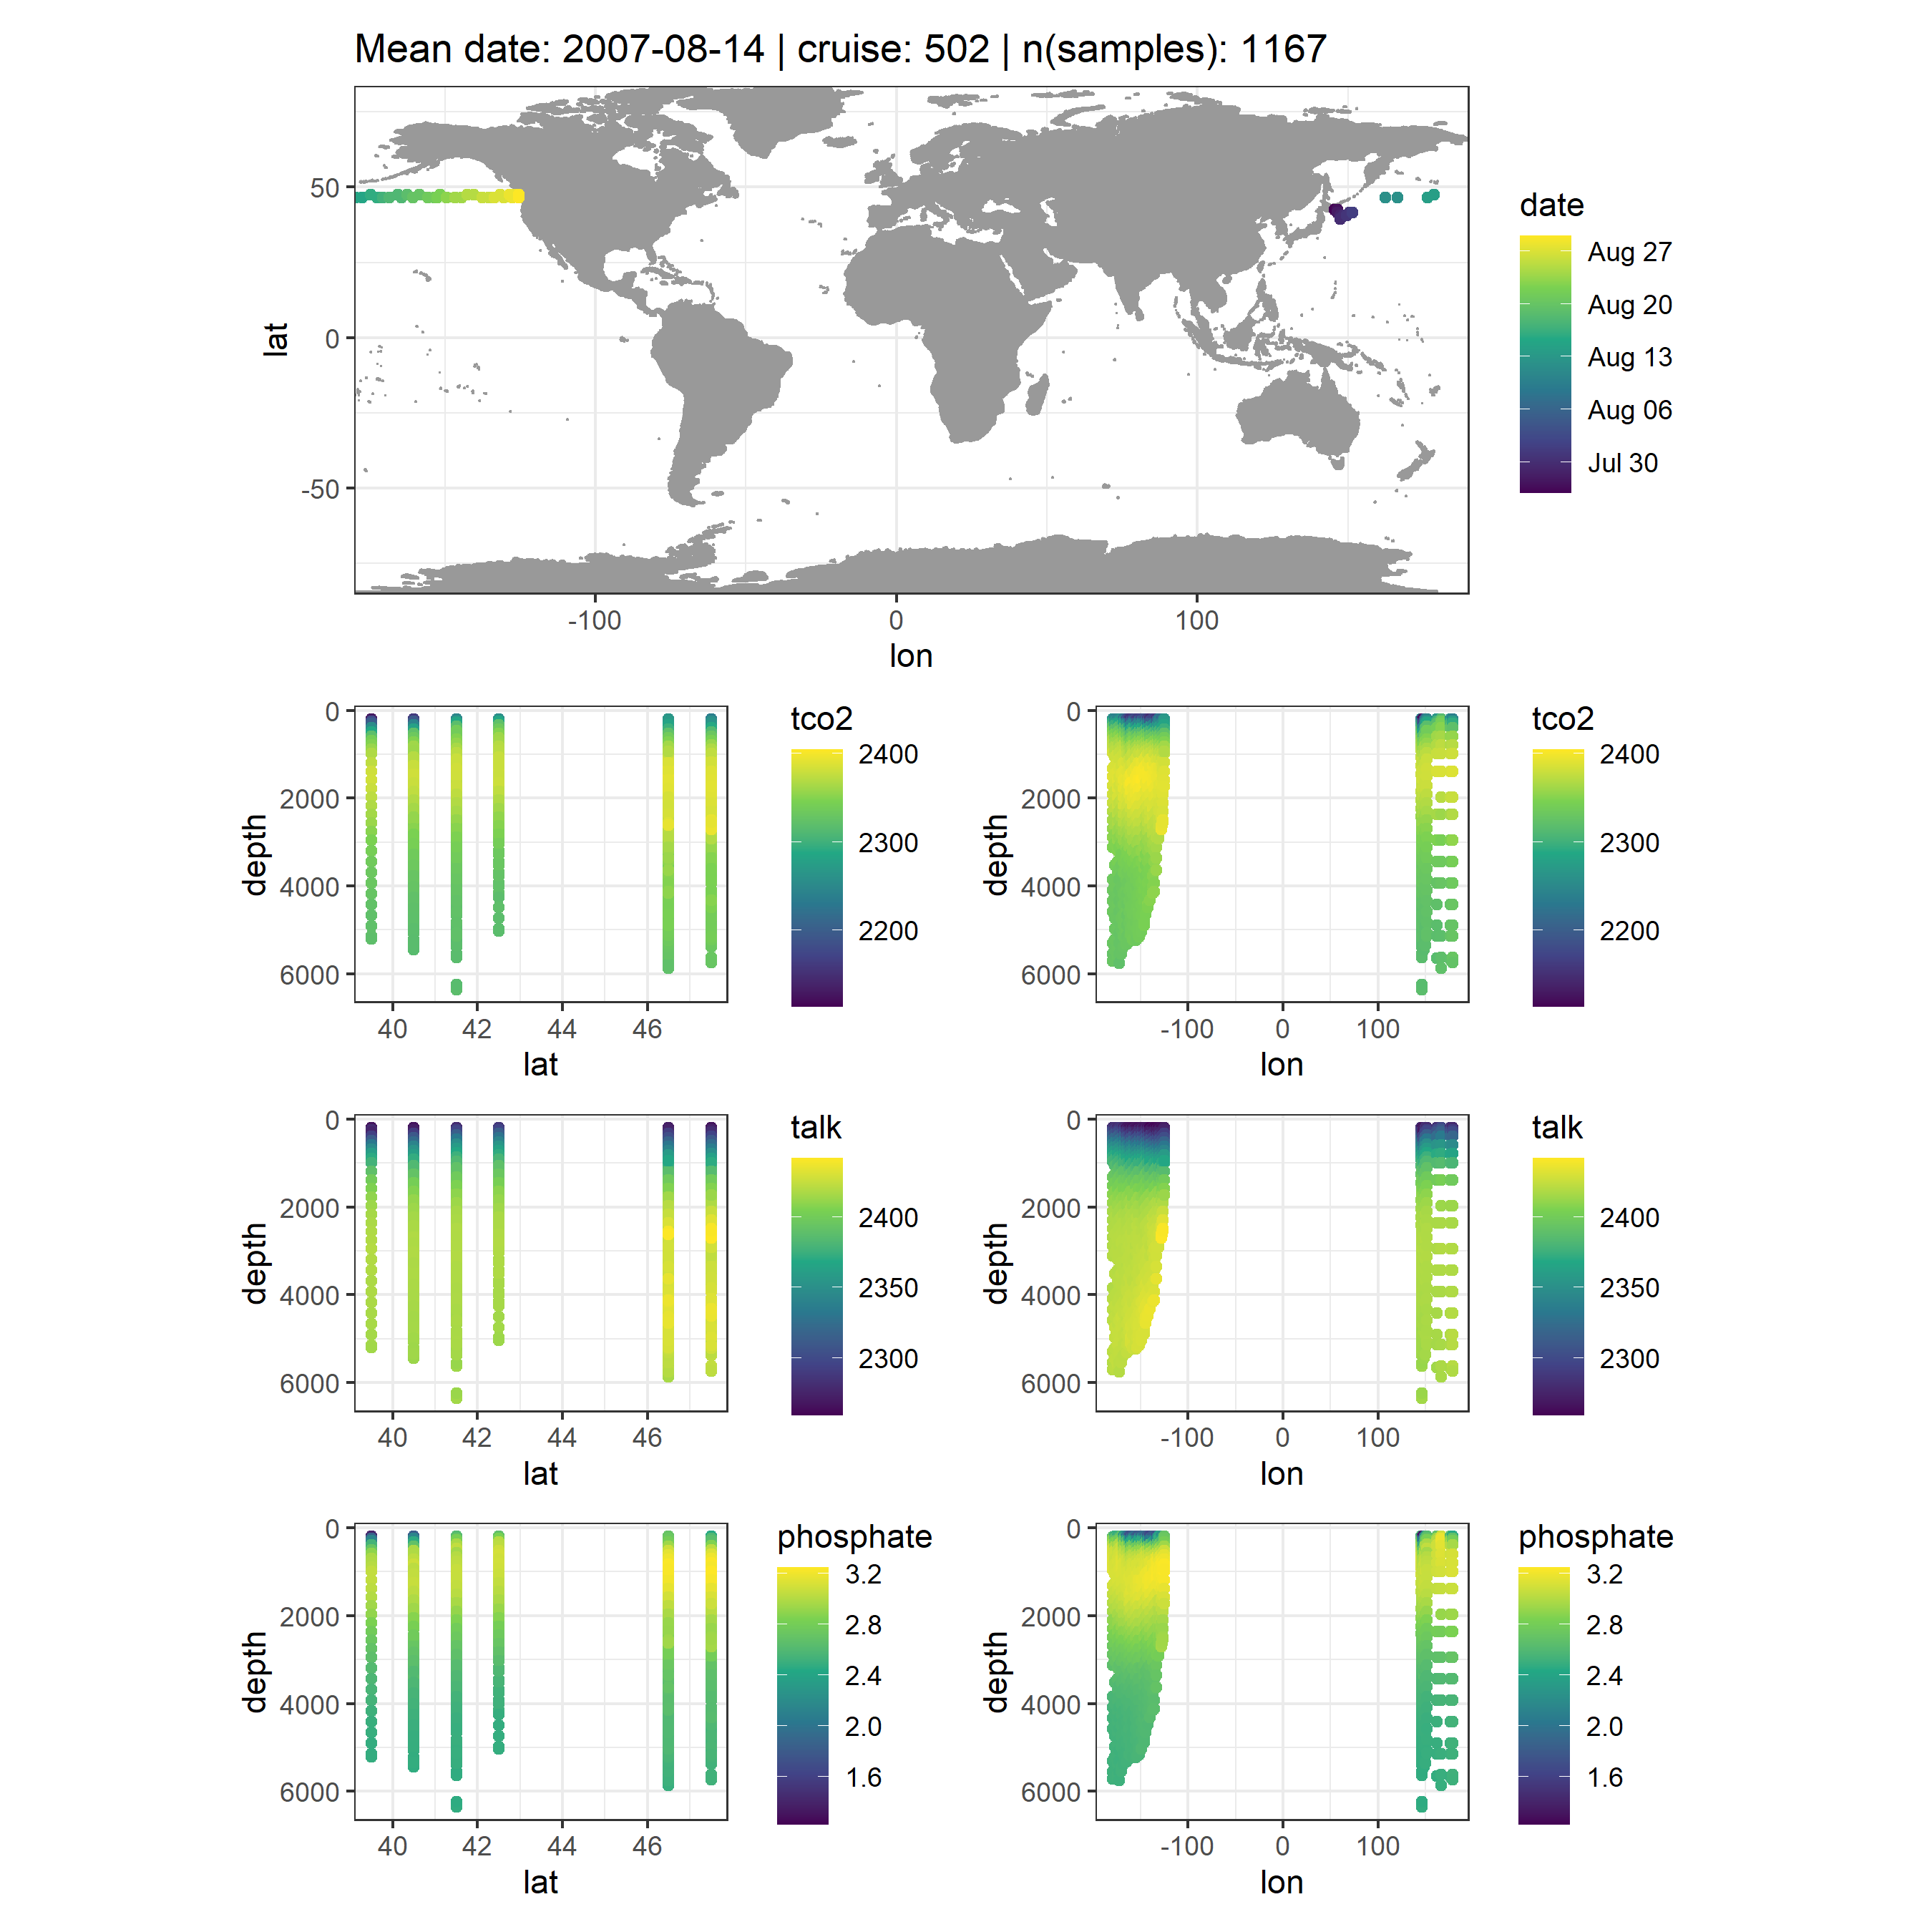 Mean date: 2007-08-14 | cruise: 502 | n(samples): 1167
lat
50
0
-50
-100 0 100
lon
date
Aug 27
Aug 20
Aug 13
Aug 06
Jul 30
depth
0
2000
4000
6000
40 42 44 46
lat
tco2
2400
2300
2200
depth
0
2000
4000
6000
-100 0 100
lon
tco2
2400
2300
2200
depth
0
2000
4000
6000
40 42 44 46
lat
talk
2400
2350
2300
depth
0
2000
4000
6000
-100 0 100
lon
talk
2400
2350
2300
depth
0
2000
4000
6000
40 42 44 46
lat
phosphate
3.2
2.8
2.4
2.0
1.6
depth
0
2000
4000
6000
-100 0 100
lon
phosphate
3.2
2.8
2.4
2.0
1.6